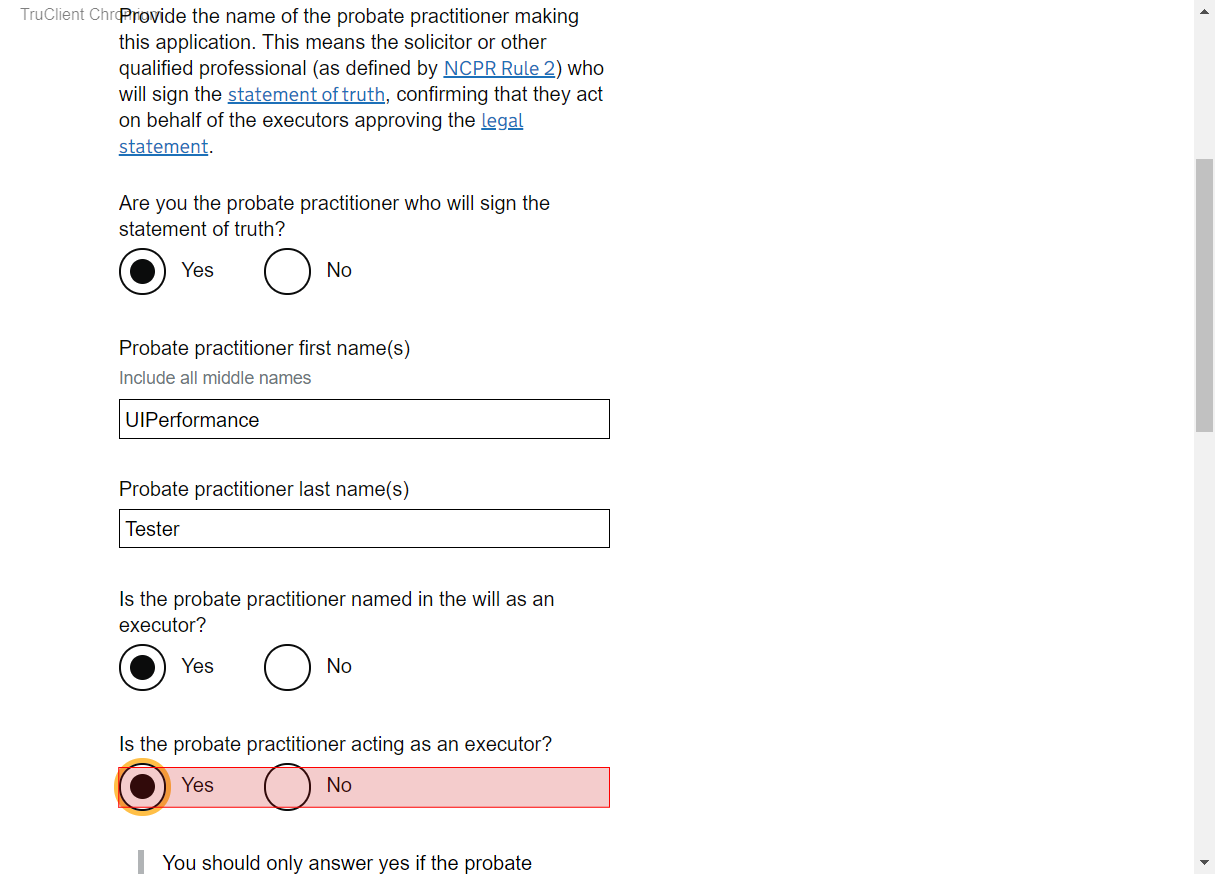 TruClient Chromium
Provide the name of the probate practitioner making
this application. This means the solicitor or other
qualified professional (as defined by NCPR Rule 2) who
will sign the statement of truth, confirming that they act
on behalf of the executors approving the legal
statement.
Are you the probate practitioner who will sign the
statement of truth?
Yes No
Probate practitioner first name(s)
Include all middle names
UIPerformance
Probate practitioner last name(s)
Tester
Is the probate practitioner named in the will as an
executor?
Yes No
Is the probate practitioner acting as an executor?
Yes No
You should only answer yes if the probate